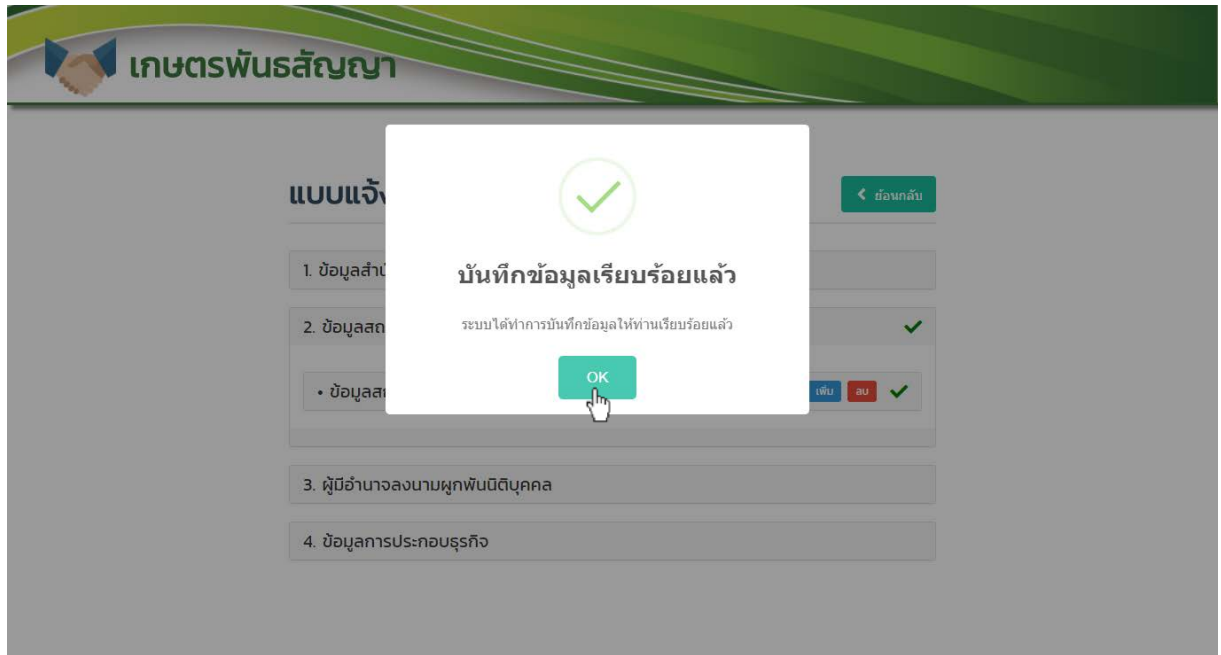 เกษตรพันธสัญญา
แบบแจ้ง
ย้อนกลับ
1. ข้อมูลสำนั
2. ข้อมูลสถ
• ข้อมูลสถ
เพิ่ม ลบ
บันทึกข้อมูลเรียบร้อยแล้ว
ระบบได้ทำการบันทึกข้อมูลให้ท่านเรียบร้อยแล้ว
OK
3. ผู้มีอำนาจลงนามผูกพันนิติบุคคล
4. ข้อมูลการประกอบธุรกิจ